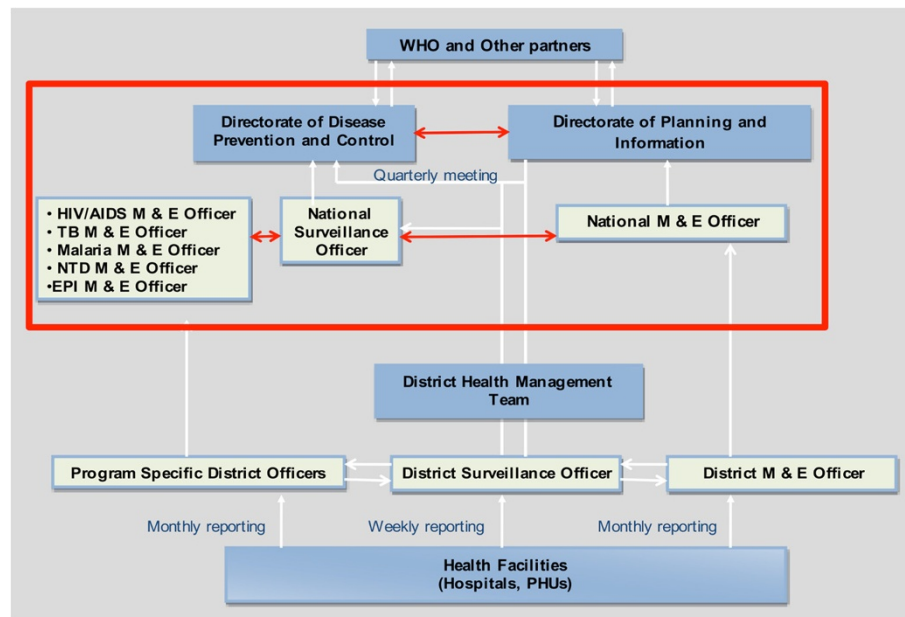 WHO and Other partners
Directorate of Disease
Prevention and Control
Directorate of Planning and
Information
Quarterly meeting
• HIV/AIDS M & E Officer
• TB M & E Officer
• Malaria M & E Officer
• NTD M & E Officer
•EPI M & E Officer
National
Surveillance
Officer
National M & E Officer
District Health Management
Team
Program Specific District Officers
District Surveillance Officer
District M & E Officer
Monthly reporting
Weekly reporting
Monthly reporting
Health Facilities
(Hospitals, PHUs)